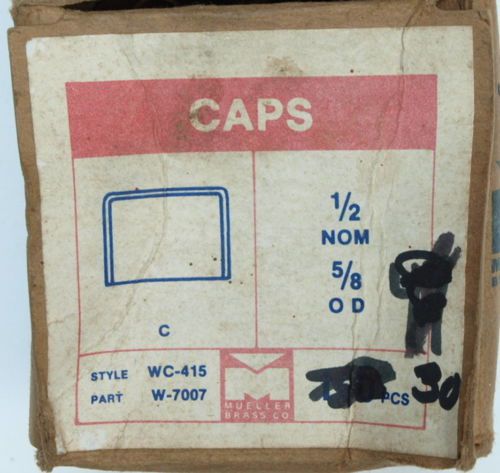 CAPS
1/2
NOM
5/8
O D
C
STYLE WC-415
PART W-7007
MUELLER
BRASS CO
PCS 30